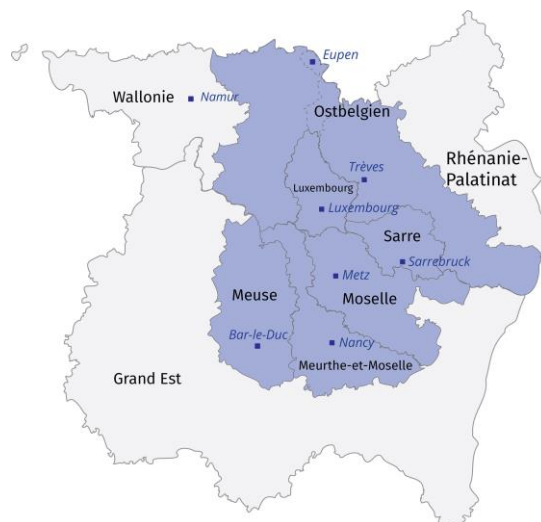 Eupen
Wallonie
Namur
Ostbelgien
Rhénanie-
Palatinat
Trèves
Luxembourg
Luxembourg
Sarre
Sarrebruck
Metz
Meuse
Moselle
Bar-le-Duc
Nancy
Meurthe-et-Moselle
Grand Est